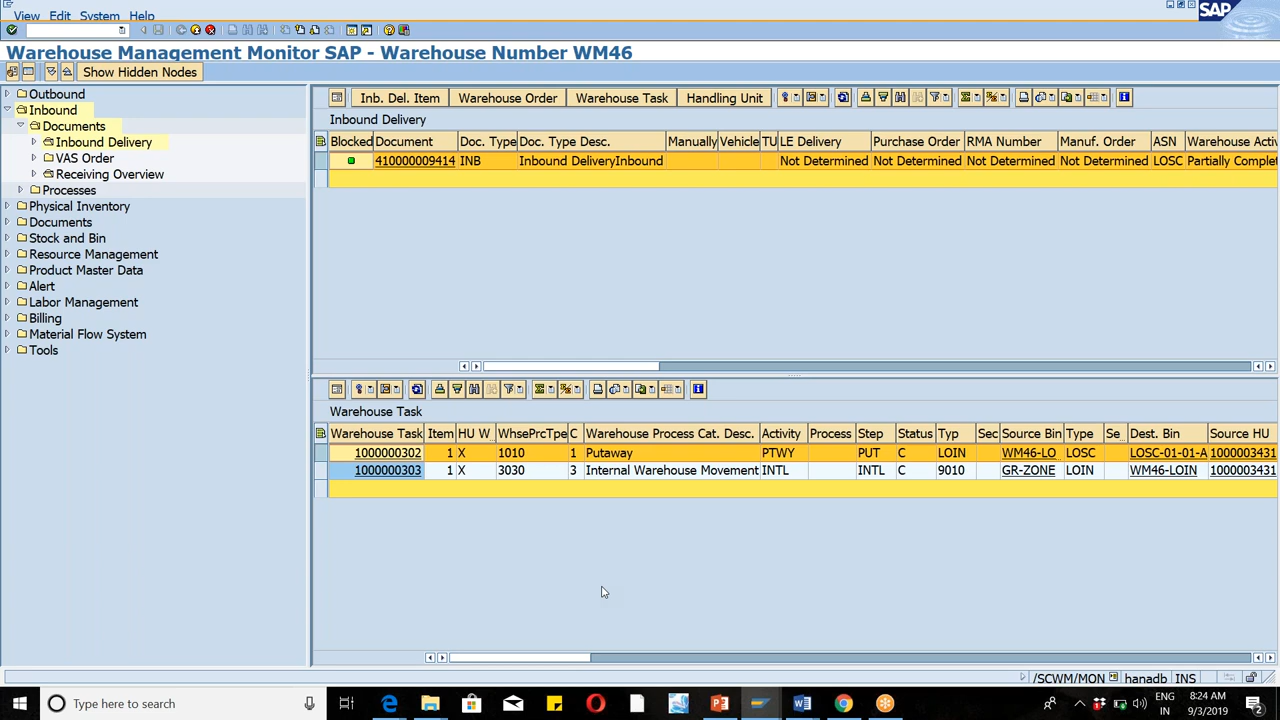 View Edit System Help
SAP
Warehouse Management Monitor SAP - Warehouse Number WM46
Show Hidden Nodes
Outbound
Inbound
Documents
Inbound Delivery
VAS Order
Receiving Overview
Processes
Physical Inventory
Documents
Stock and Bin
Resource Management
Product Master Data
Alert
Labor Management
Billing
Material Flow System
Tools
Inb. Del. Item Warehouse Order Warehouse Task Handling Unit
Inbound Delivery
Blocked Document Doc. Type Doc. Type Desc. Manually Vehicle TU LE Delivery Purchase Order RMA Number Manuf. Order ASN Warehouse Activ
410000009414 INB Inbound DeliveryInbound Not Determined Not Determined Not Determined Not Determined LOSC Partially Complet
Warehouse Task
Warehouse Task Item HU W... WhsePrcTpe C Warehouse Process Cat. Desc. Activity Process Step Status Typ Sec Source Bin Type Se... Dest. Bin Source HU
1000000302 1 X 1010 1 Putaway PTWY PUT C LOIN WM46-LO LOSC LOSC-01-01-A 1000003431
1000000303 1 X 3030 3 Internal Warehouse Movement INTL INTL C 9010 GR-ZONE LOIN WM46-LOIN 1000003431
/SCWM/MON hanadb INS
Type here to search
ENG
IN
8:24 AM
9/3/2019
2